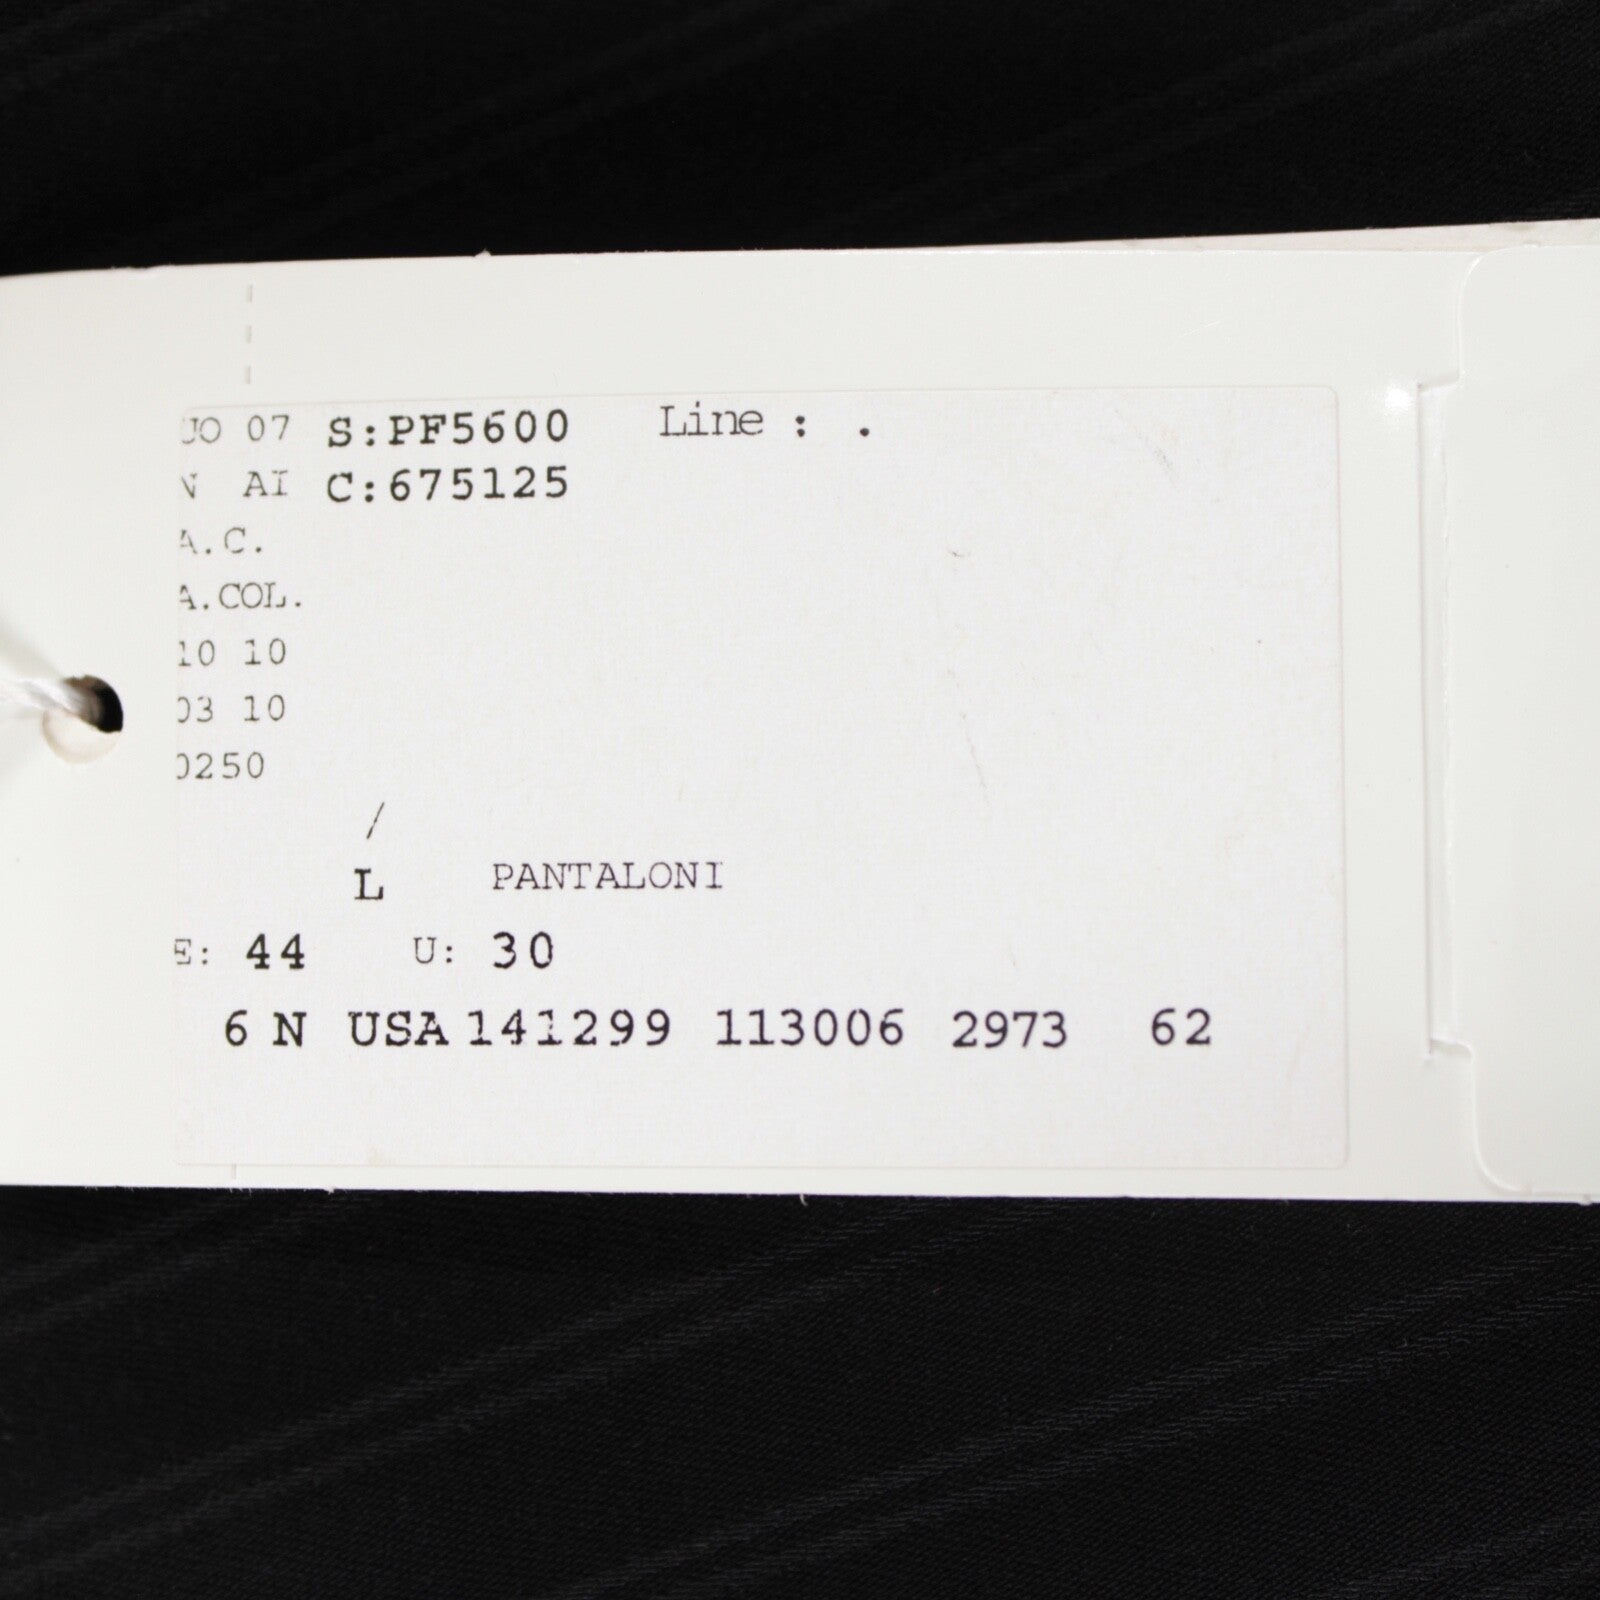 UO 07 S:PF5600 Line : .
N AI C:675125
A.C.
A.COL.
10 10
03 10
0250
/
L PANTALONI
E: 44 U: 30
6 N USA 141299 113006 2973 62